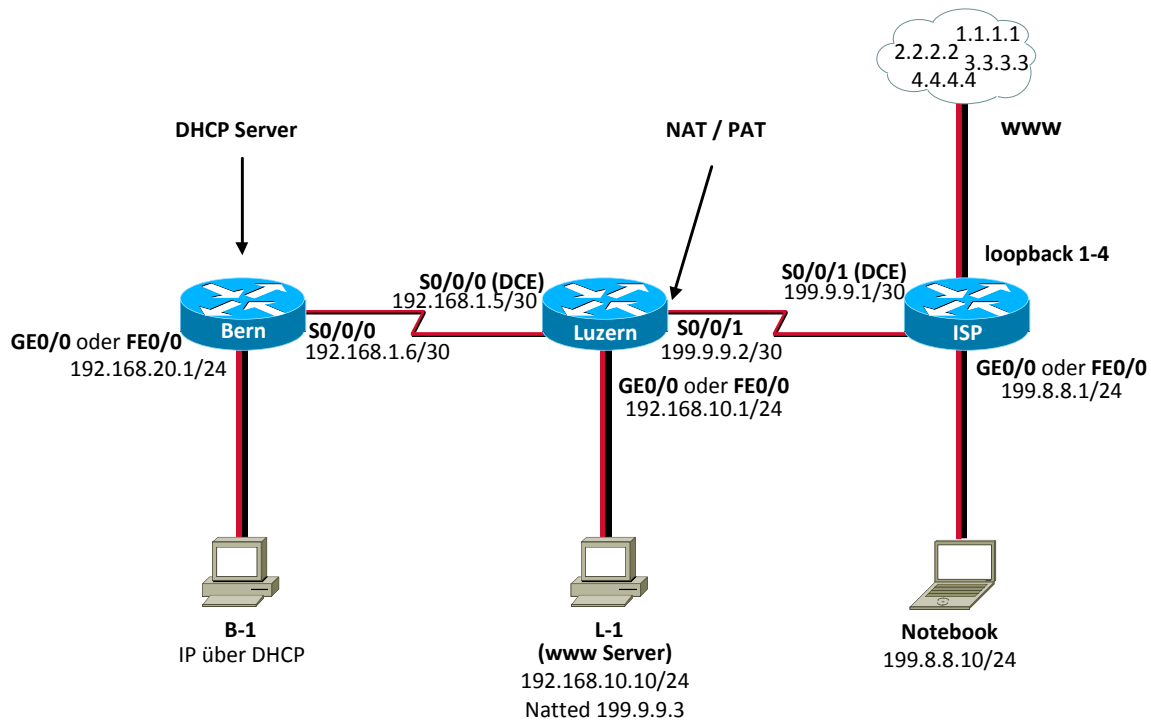 1.1.1.1
2.2.2.2
3.3.3.3
4.4.4.4
www
DHCP Server
NAT / PAT
loopback 1-4
S0/0/0 (DCE)
192.168.1.5/30
S0/0/1 (DCE)
199.9.9.1/30
Bern
Luzern
ISP
GE0/0 oder FE0/0
192.168.20.1/24
S0/0/0
192.168.1.6/30
S0/0/1
199.9.9.2/30
GE0/0 oder FE0/0
192.168.10.1/24
GE0/0 oder FE0/0
199.8.8.1/24
B-1
IP über DHCP
L-1
(www Server)
192.168.10.10/24
Natted 199.9.9.3
Notebook
199.8.8.10/24